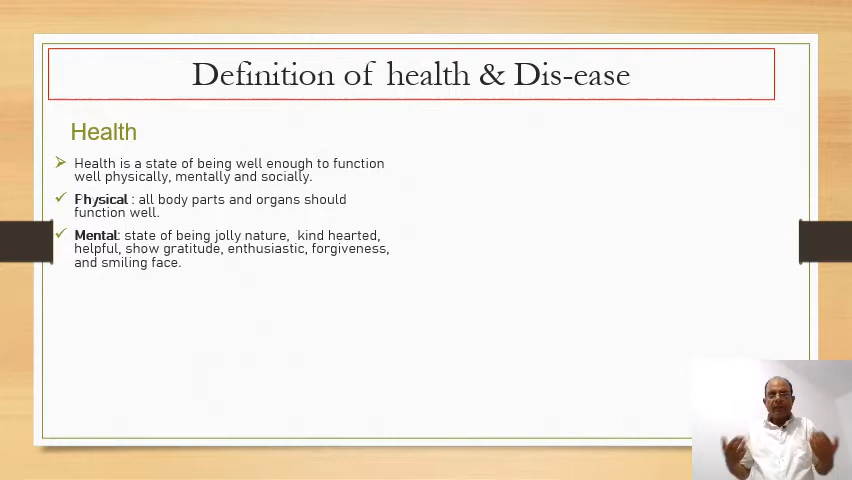 Definition of health & Dis-ease
Health
Health is a state of being well enough to function
well physically, mentally and socially.
Physical : all body parts and organs should
function well.
Mental: state of being jolly nature, kind hearted,
helpful, show gratitude, enthusiastic, forgiveness,
and smiling face.